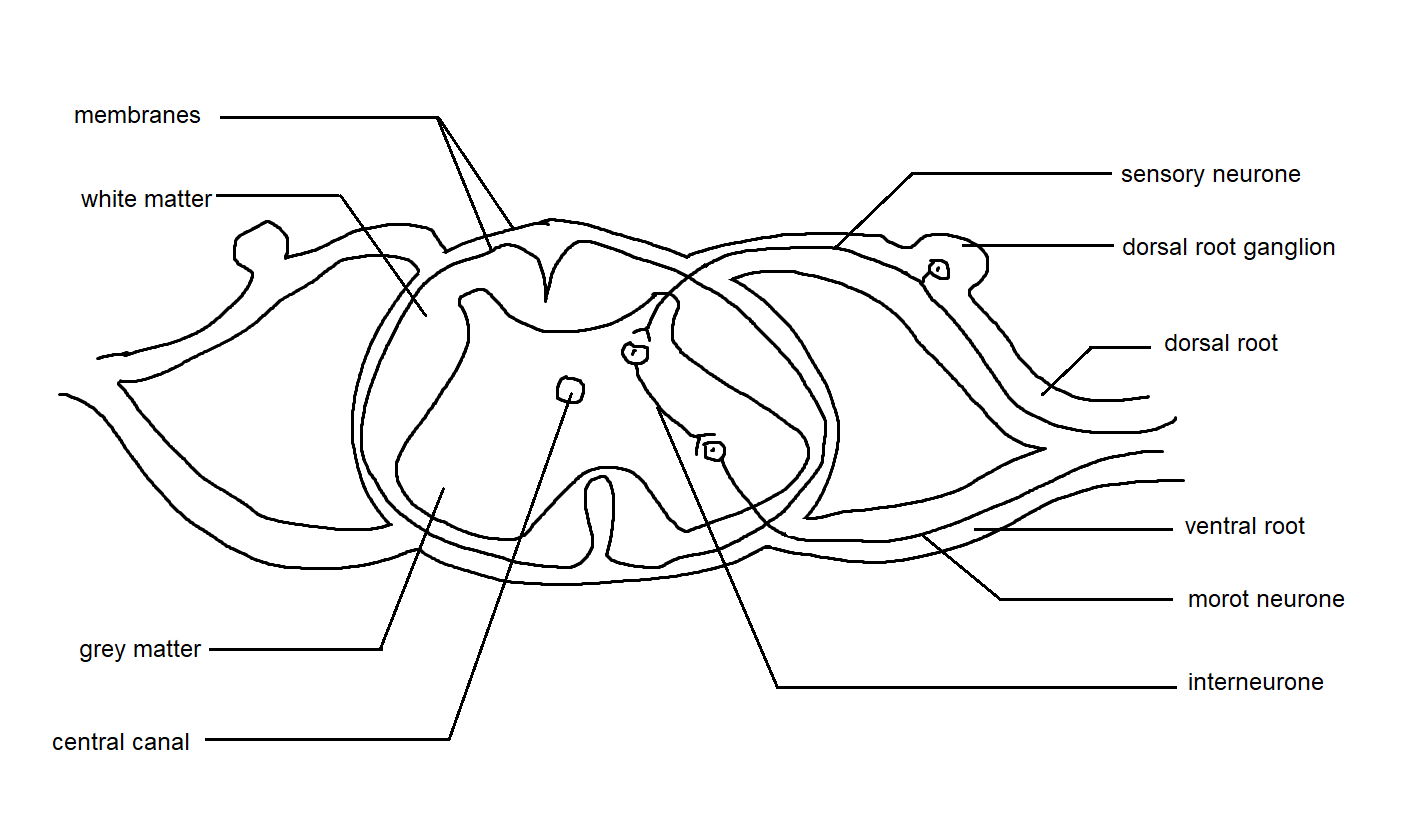 membranes
white matter
grey matter
central canal
sensory neurone
dorsal root ganglion
dorsal root
ventral root
morot neurone
interneurone